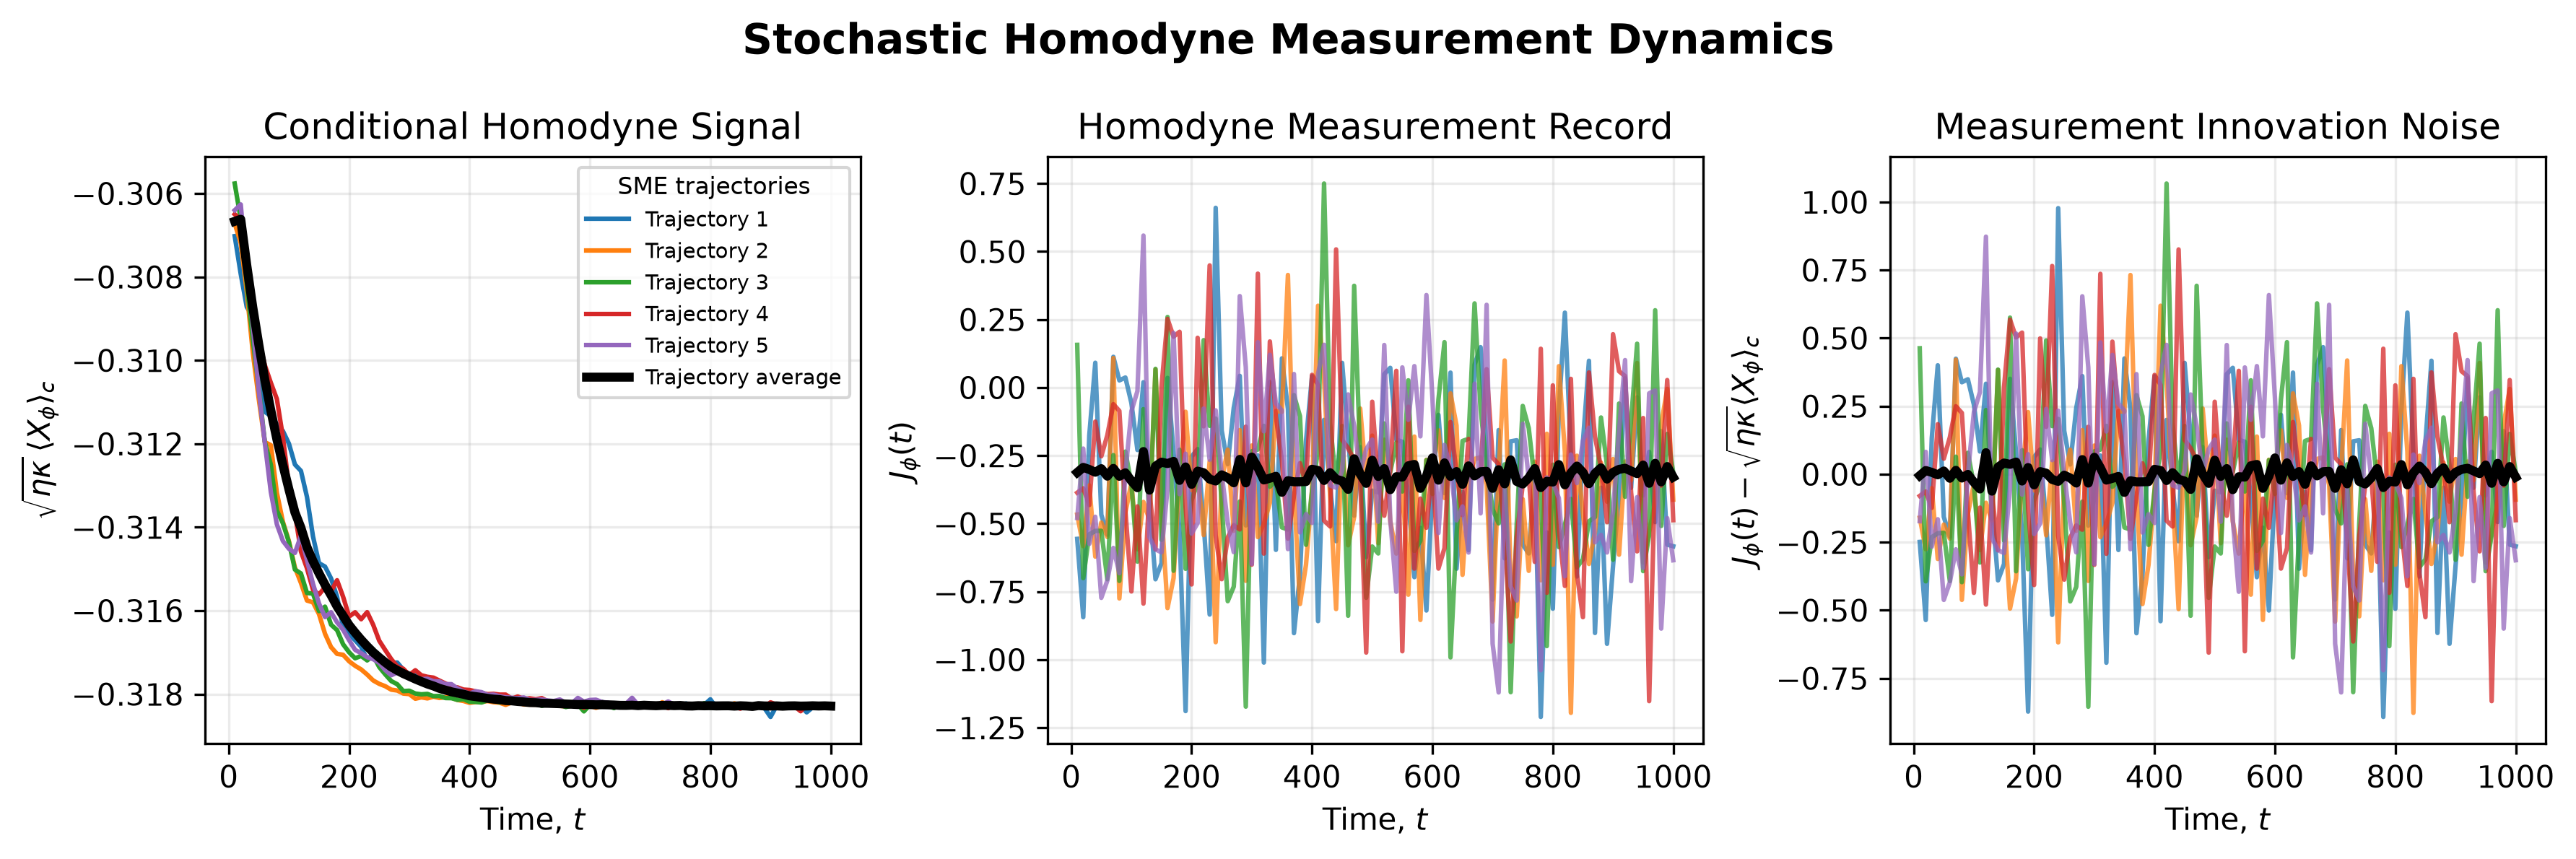 Stochastic Homodyne Measurement Dynamics
Conditional Homodyne Signal
√ηκ ⟨X_ϕ⟩_c
−0.306
−0.308
−0.310
−0.312
−0.314
−0.316
−0.318
0 200 400 600 800 1000
Time, t
SME trajectories
Trajectory 1
Trajectory 2
Trajectory 3
Trajectory 4
Trajectory 5
Trajectory average
Homodyne Measurement Record
J_ϕ(t)
0.75
0.50
0.25
0.00
−0.25
−0.50
−0.75
−1.00
−1.25
0 200 400 600 800 1000
Time, t
Measurement Innovation Noise
J_ϕ(t) − √ηκ ⟨X_ϕ⟩_c
1.00
0.75
0.50
0.25
0.00
−0.25
−0.50
−0.75
0 200 400 600 800 1000
Time, t